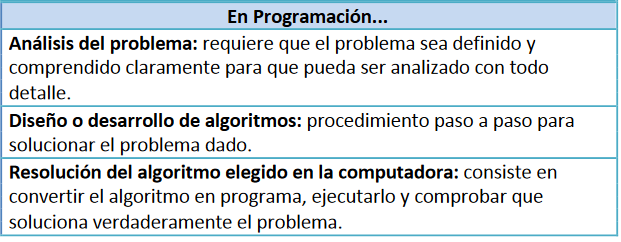 En Programación...
Análisis del problema: requiere que el problema sea definido y
comprendido claramente para que pueda ser analizado con todo
detalle.
Diseño o desarrollo de algoritmos: procedimiento paso a paso para
solucionar el problema dado.
Resolución del algoritmo elegido en la computadora: consiste en
convertir el algoritmo en programa, ejecutarlo y comprobar que
soluciona verdaderamente el problema.